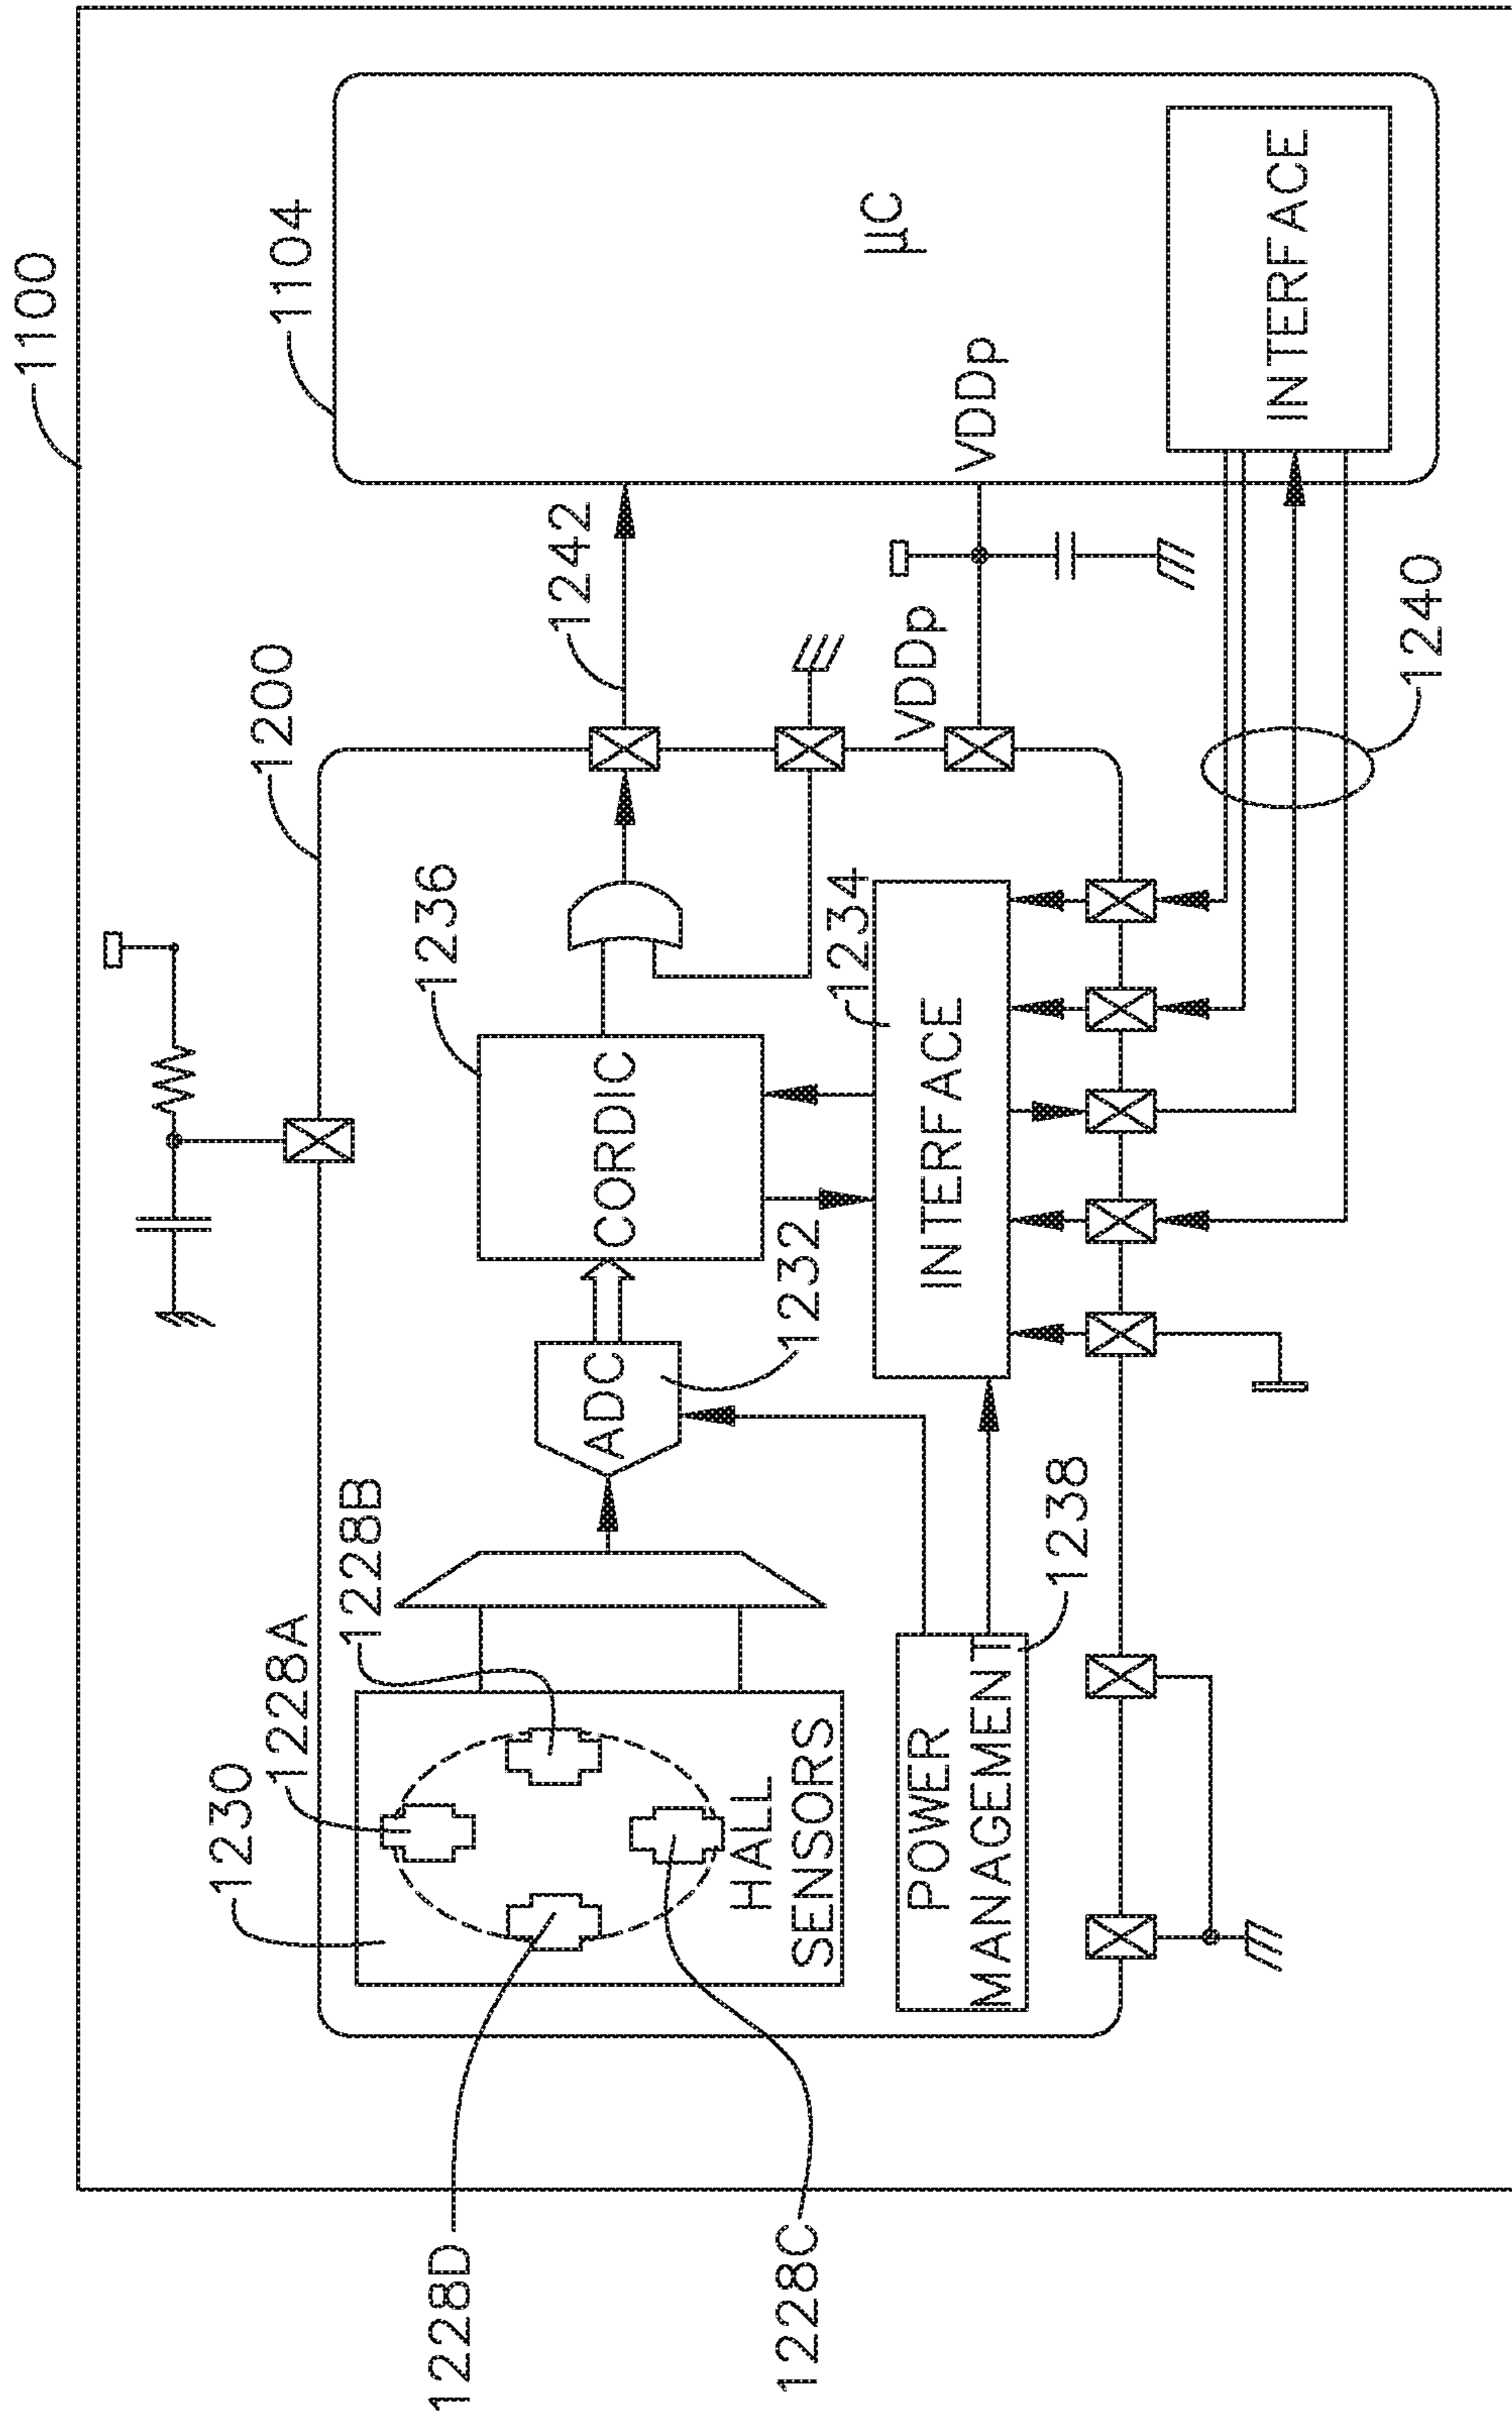 1100
1104
1200
1242
µC
VDDp
VDDp
INTERFACE
1240
1236
CORDIC
1234
INTERFACE
1232
ADC
1228B
1228A
1230
HALL
SENSORS
POWER
MANAGEMENT
1238
1228D
1228C